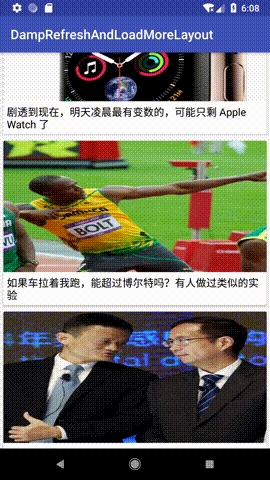 6:08
DampRefreshAndLoadMoreLayout
剧透到现在，明天凌晨最有变数的，可能只剩 Apple
Watch 了
BOLT
如果车拉着我跑，能超过博尔特吗？有人做过类似的实
验